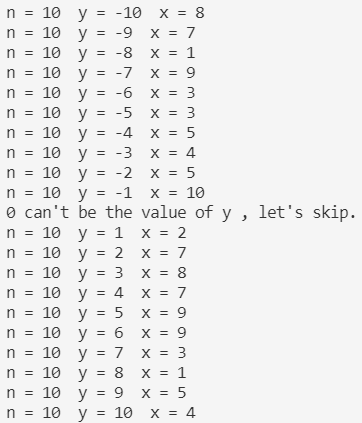 n = 10  y = -10  x = 8
n = 10  y = -9  x = 7
n = 10  y = -8  x = 1
n = 10  y = -7  x = 9
n = 10  y = -6  x = 3
n = 10  y = -5  x = 3
n = 10  y = -4  x = 5
n = 10  y = -3  x = 4
n = 10  y = -2  x = 5
n = 10  y = -1  x = 10
0 can't be the value of y , let's skip.
n = 10  y = 1  x = 2
n = 10  y = 2  x = 7
n = 10  y = 3  x = 8
n = 10  y = 4  x = 7
n = 10  y = 5  x = 9
n = 10  y = 6  x = 9
n = 10  y = 7  x = 3
n = 10  y = 8  x = 1
n = 10  y = 9  x = 5
n = 10  y = 10  x = 4